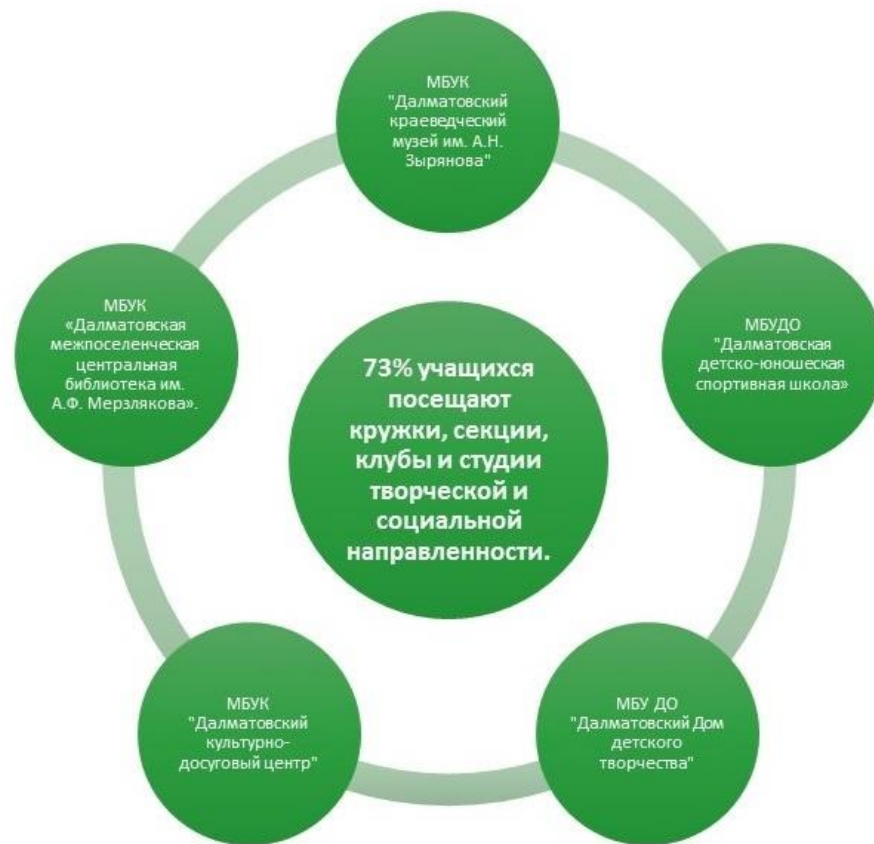 МБУК
"Далматовский
краеведческий
музей им. А.Н.
Зырянова"
МБУДО
"Далматовская
детско-юношеская
спортивная школа»
МБУ ДО
"Далматовский Дом
детского
творчества"
МБУК
"Далматовский
культурно-
досуговый центр"
МБУК
«Далматовская
межпоселенческая
центральная
библиотека им.
А.Ф. Мерзлякова».
73% учащихся
посещают
кружки, секции,
клубы и студии
творческой и
социальной
направленности.